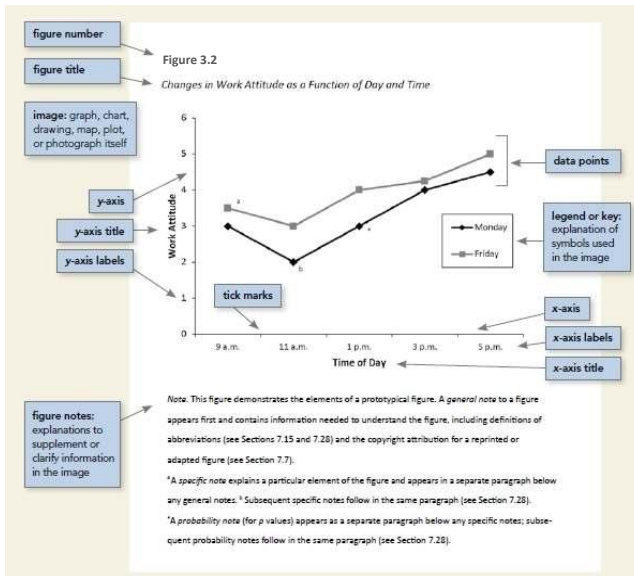 figure number
Figure 3.2
figure title
Changes in Work Attitude as a Function of Day and Time
image: graph, chart,
drawing, map, plot,
or photograph itself
6
5
4
3
2
1
0
y-axis
y-axis title
y-axis labels
Work Attitude
a
b
a
data points
Monday
Friday
legend or key:
explanation of
symbols used
in the image
tick marks
x-axis
x-axis labels
x-axis title
9 a.m. 11 a.m. 1 p.m. 3 p.m. 5 p.m.
Time of Day
figure notes:
explanations to
supplement or
clarify information
in the image
Note. This figure demonstrates the elements of a prototypical figure. A general note to a figure
appears first and contains information needed to understand the figure, including definitions of
abbreviations (see Sections 7.15 and 7.28) and the copyright attribution for a reprinted or
adapted figure (see Section 7.7).
A specific note explains a particular element of the figure and appears in a separate paragraph below
any general notes. b Subsequent specific notes follow in the same paragraph (see Section 7.28).
A probability note (for p values) appears as a separate paragraph below any specific notes; subse-
quent probability notes follow in the same paragraph (see Section 7.28).